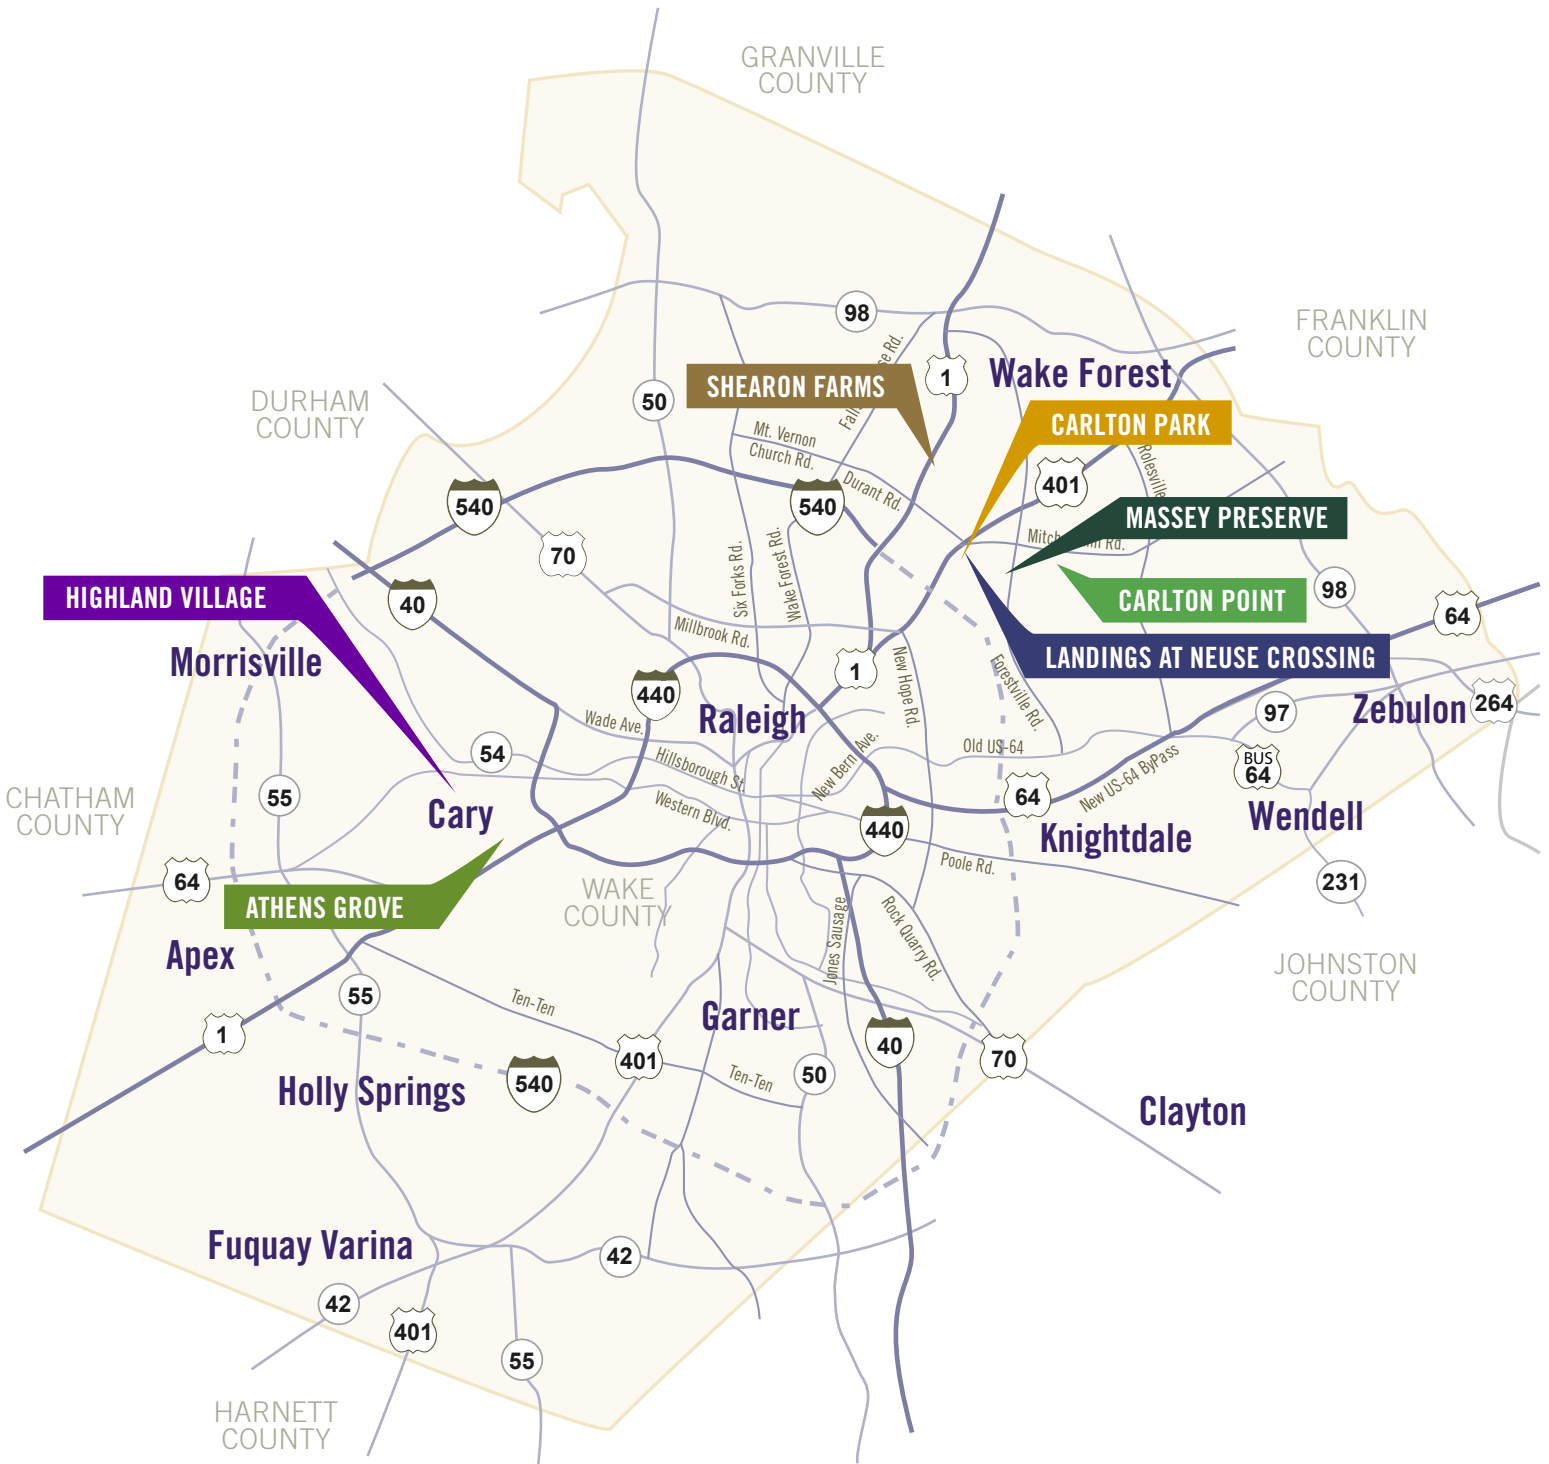 GRANVILLE
COUNTY
FRANKLIN
COUNTY
98
DURHAM
COUNTY
50
SHEARON FARMS
1
Wake Forest
CARLTON PARK
Mt. Vernon
Church Rd.
Durant Rd.
401
Rolesville
540
540
MASSEY PRESERVE
70
Six Forks Rd.
Wake Forest Rd.
HIGHLAND VILLAGE
40
CARLTON POINT
98
64
Millbrook Rd.
Morrisville
440
1
New Hope Rd.
Forestville Rd.
LANDINGS AT NEUSE CROSSING
Raleigh
Wade Ave.
97
Zebulon
264
54
Hillsborough St.
New Bern Ave.
Old US-64
New US-64 ByPass
BUS
64
55
CHATHAM
COUNTY
Cary
Western Blvd.
64
440
Knightdale
Wendell
Poole Rd.
64
231
ATHENS GROVE
WAKE
COUNTY
Jones Sausage
Rock Quarry Rd.
Apex
JOHNSTON
COUNTY
55
Ten-Ten
Garner
1
401
40
70
Holly Springs
540
Ten-Ten
50
Clayton
Fuquay Varina
42
42
401
55
HARNETT
COUNTY